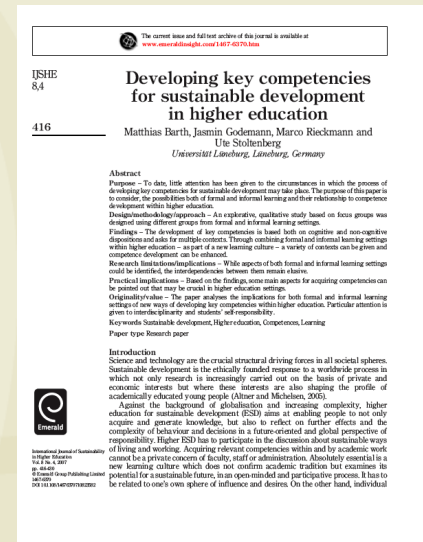 The current issue and full text archive of this journal is available at
www.emeraldinsight.com/1467-6370.htm
IJSHE
8,4
416
Developing key competencies
for sustainable development
in higher education
Matthias Barth, Jasmin Godemann, Marco Rieckmann and
Ute Stoltenberg
Universität Lüneburg, Lüneburg, Germany
Abstract
Purpose – To date, little attention has been given to the circumstances in which the process of
developing key competencies for sustainable development may take place. The purpose of this paper is
to consider, the possibilities both of formal and informal learning and their relationship to competence
development within higher education.
Design/methodology/approach – An explorative, qualitative study based on focus groups was
designed using different groups from formal and informal learning settings.
Findings – The development of key competencies is based both on cognitive and non-cognitive
dispositions and asks for multiple contexts. Through combining formal and informal learning settings
within higher education – as part of a new learning culture – a variety of contexts can be given and
competence development can be enhanced.
Research limitations/implications – While aspects of both formal and informal learning settings
could be identified, the interdependencies between them remain elusive.
Practical implications – Based on the findings, some main aspects for acquiring competencies can
be pointed out that may be crucial in higher education settings.
Originality/value – The paper analyses the implications for both formal and informal learning
settings of new ways of developing key competencies within higher education. Particular attention is
given to interdisciplinarity and students' self-responsibility.
Keywords Sustainable development, Higher education, Competences, Learning
Paper type Research paper
Introduction
Science and technology are the crucial structural driving forces in all societal spheres.
Sustainable development is the ethically founded response to a worldwide process in
which not only research is increasingly carried out on the basis of private and
economic interests but where these interests are also shaping the profile of
academically educated young people (Altner and Michelsen, 2005).
Against the background of globalisation and increasing complexity, higher
education for sustainable development (ESD) aims at enabling people to not only
acquire and generate knowledge, but also to reflect on further effects and the
complexity of behaviour and decisions in a future-oriented and global perspective of
responsibility. Higher ESD has to participate in the discussion about sustainable ways
of living and working. Acquiring relevant competencies within and by academic work
cannot be a private concern of faculty, staff or administration. Absolutely essential is a
new learning culture which does not confirm academic tradition but examines its
potential for a sustainable future, in an open-minded and participative process. It has to
be related to one's own sphere of influence and desires. On the other hand, individual
Emerald
International Journal of Sustainability
in Higher Education
Vol. 8 No. 4, 2007
pp. 416-430
© Emerald Group Publishing Limited
1467-6370